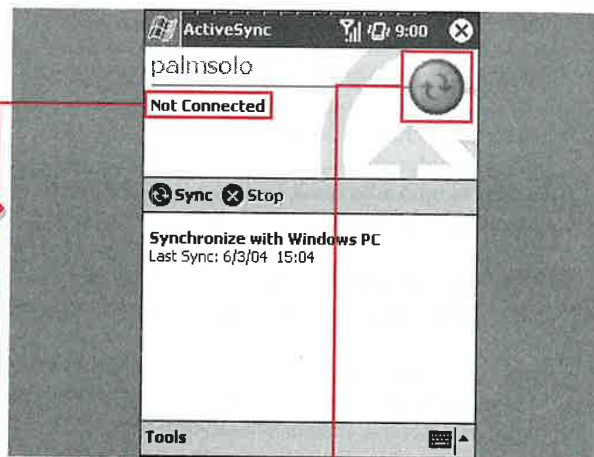 ActiveSync 9:00
palmsolo
Not Connected
Sync Stop
Synchronize with Windows PC
Last Sync: 6/3/04 15:04
Tools